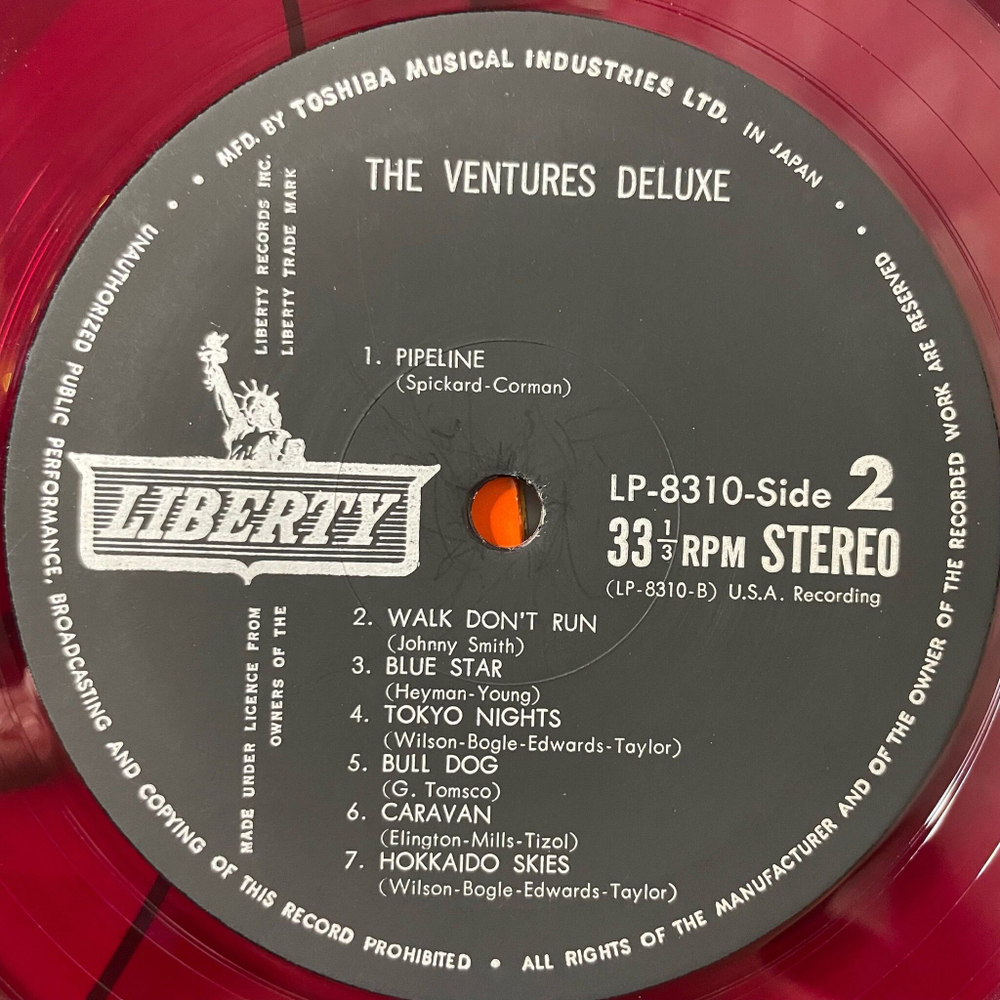 MFD. BY TOSHIBA MUSICAL INDUSTRIES LTD. IN JAPAN
THE VENTURES DELUXE
LIBERTY RECORDS INC.
LIBERTY TRADE MARK
1. PIPELINE
(Spickard-Corman)
LIBERTY
LP-8310-Side 2
33 1/3 RPM STEREO
(LP-8310-B) U.S.A. Recording
MADE UNDER LICENCE FROM
OWNERS OF THE
2. WALK DON'T RUN
(Johnny Smith)
3. BLUE STAR
(Heyman-Young)
4. TOKYO NIGHTS
(Wilson-Bogle-Edwards-Taylor)
5. BULL DOG
(G. Tomsco)
6. CARAVAN
(Elington-Mills-Tizol)
7. HOKKAIDO SKIES
(Wilson-Bogle-Edwards-Taylor)
UNAUTHORIZED PUBLIC PERFORMANCE, BROADCASTING AND COPYING OF THIS RECORD PROHIBITED • ALL RIGHTS OF THE MANUFACTURER AND OF THE OWNER OF THE RECORDED WORK ARE RESERVED